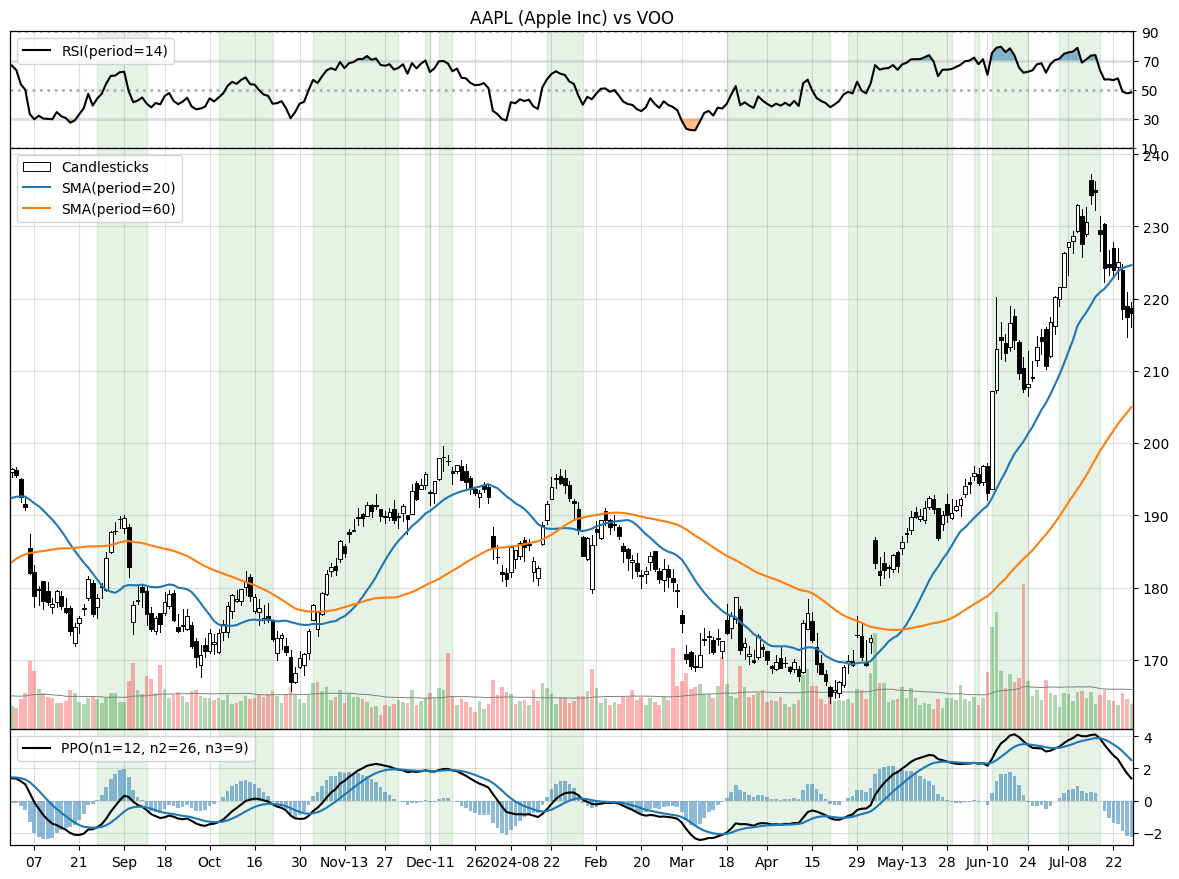 AAPL (Apple Inc) vs VOO
RSI(period=14)
90
70
50
30
10
Candlesticks
SMA(period=20)
SMA(period=60)
240
230
220
210
200
190
180
170
PPO(n1=12, n2=26, n3=9)
4
2
0
−2
07 21 Sep 18 Oct 16 30 Nov-13 27 Dec-11 26 2024-08 22 Feb 20 Mar 18 Apr 15 29 May-13 28 Jun-10 24 Jul-08 22